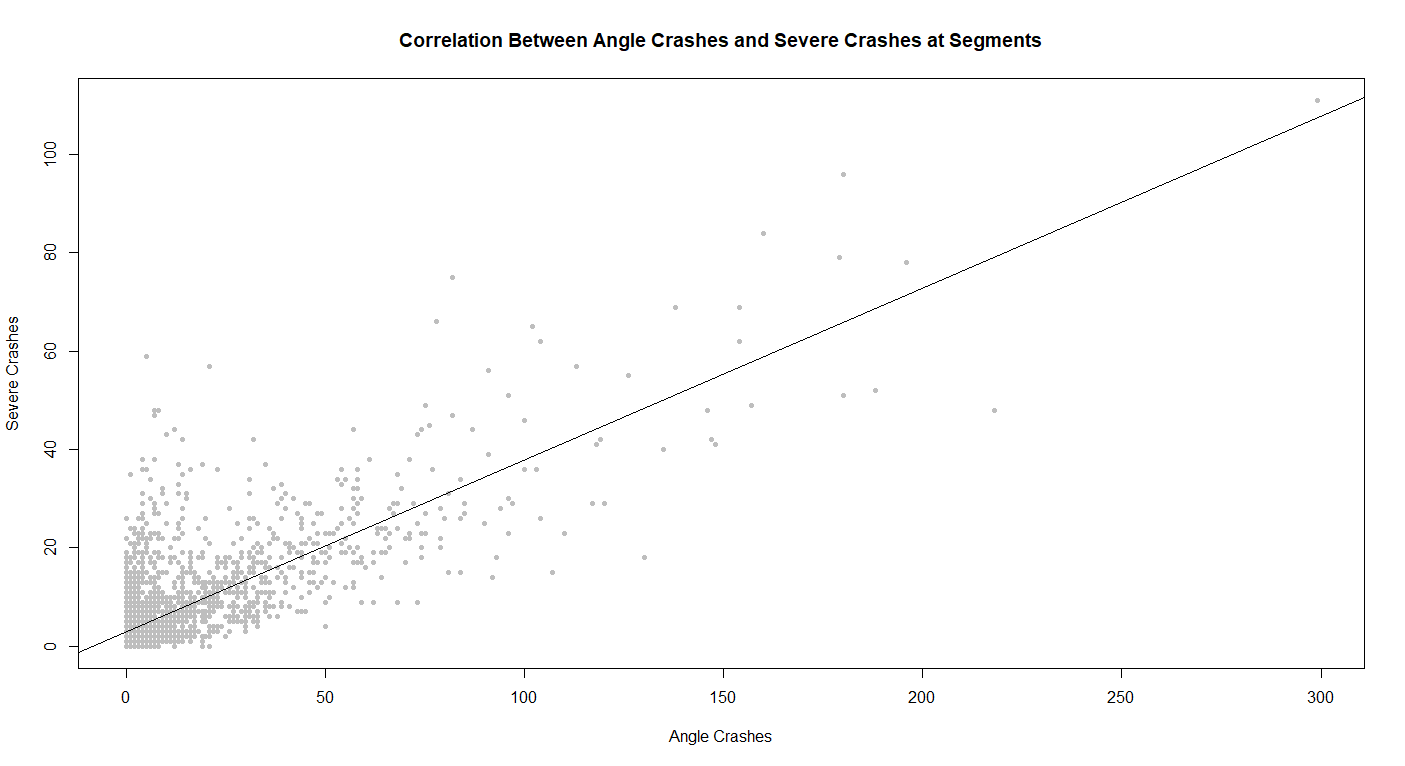 Correlation Between Angle Crashes and Severe Crashes at Segments
Severe Crashes
100
80
60
40
20
0
0 50 100 150 200 250 300
Angle Crashes